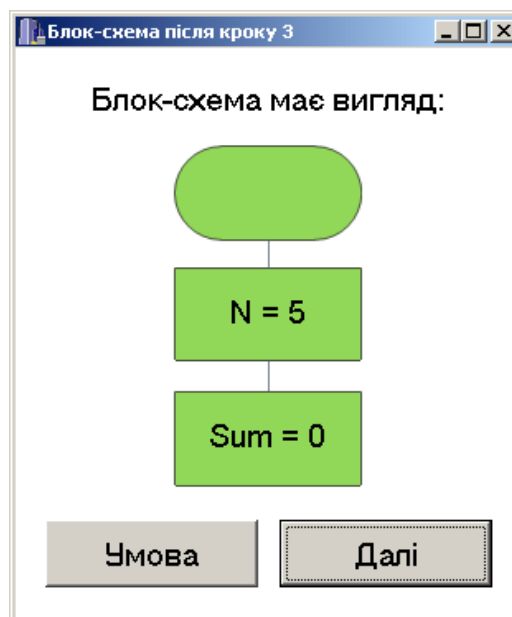 Блок-схема після кроку 3
Блок-схема має вигляд:
N = 5
Sum = 0
Умова
Далі